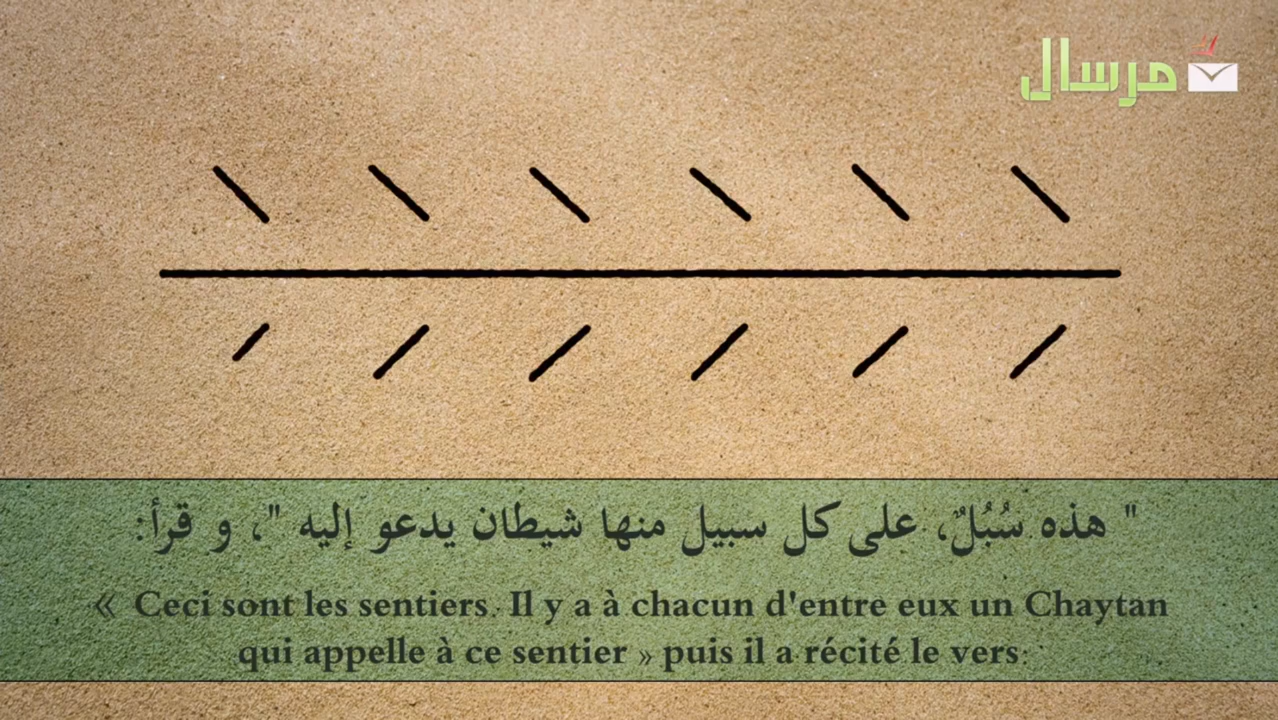 مرسال
" هذه سُبُلٌ، على كل سبيل منها شيطان يدعو إليه "، و قرأ:
« Ceci sont les sentiers. Il y a à chacun d'entre eux un Chaytan
qui appelle à ce sentier » puis il a récité le vers: